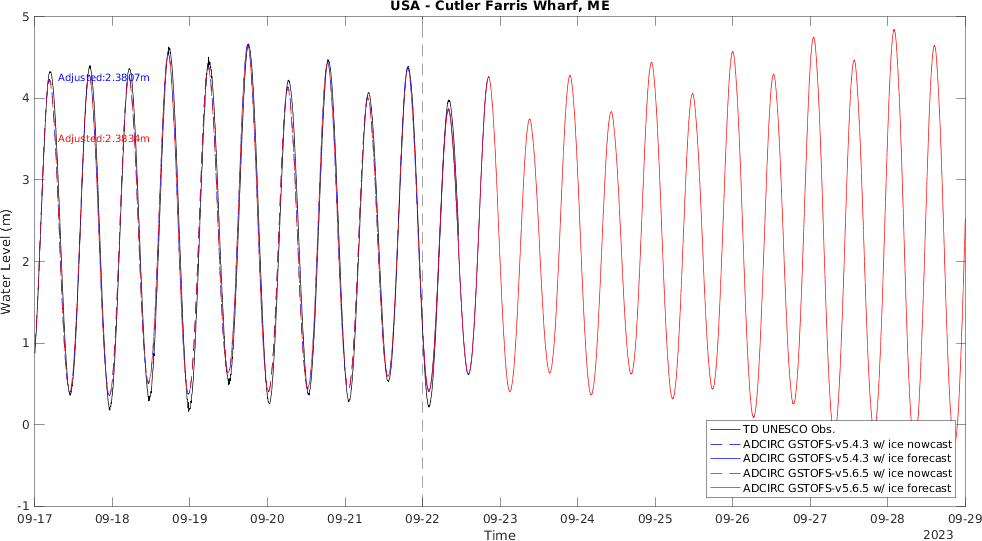 USA - Cutler Farris Wharf, ME
5
4
3
2
1
0
-1
Water Level (m)
Adjusted:2.3807m
Adjusted:2.3834m
TD UNESCO Obs.
ADCIRC GSTOFS-v5.4.3 w/ ice nowcast
ADCIRC GSTOFS-v5.4.3 w/ ice forecast
ADCIRC GSTOFS-v5.6.5 w/ ice nowcast
ADCIRC GSTOFS-v5.6.5 w/ ice forecast
09-17 09-18 09-19 09-20 09-21 09-22 09-23 09-24 09-25 09-26 09-27 09-28 09-29
Time
2023